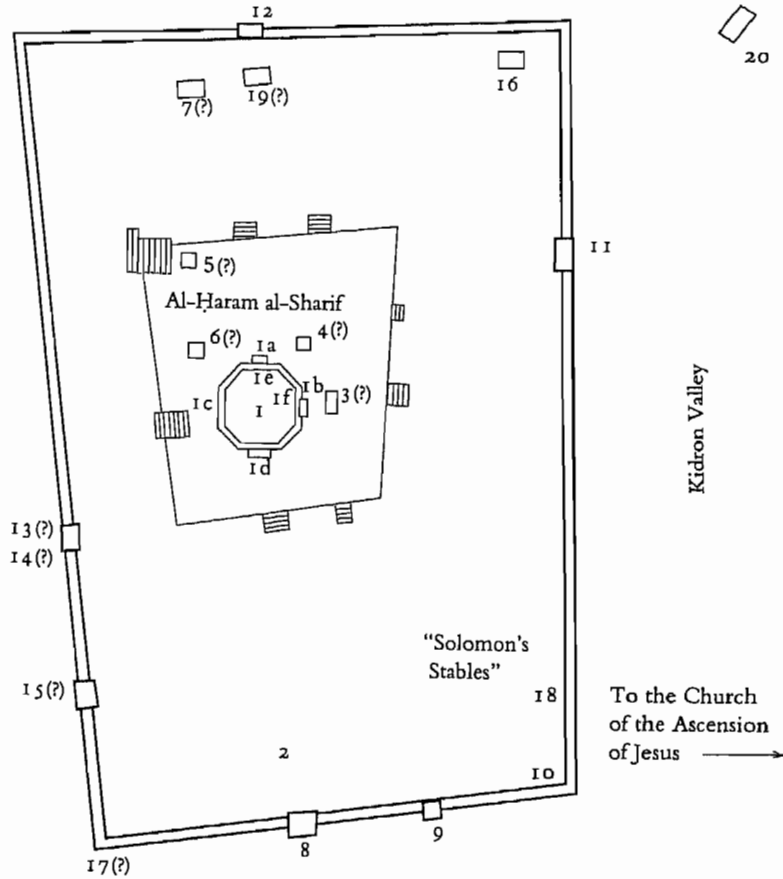 12
20
7(?)
19(?)
16
11
5(?)
Al-Ḥaram al-Sharif
6(?)
4(?)
1a
1e
1b
1f
3(?)
1c
1
1d
Kidron Valley
13(?)
14(?)
"Solomon's
Stables"
15(?)
18
To the Church
of the Ascension
of Jesus
2
10
8
9
17(?)